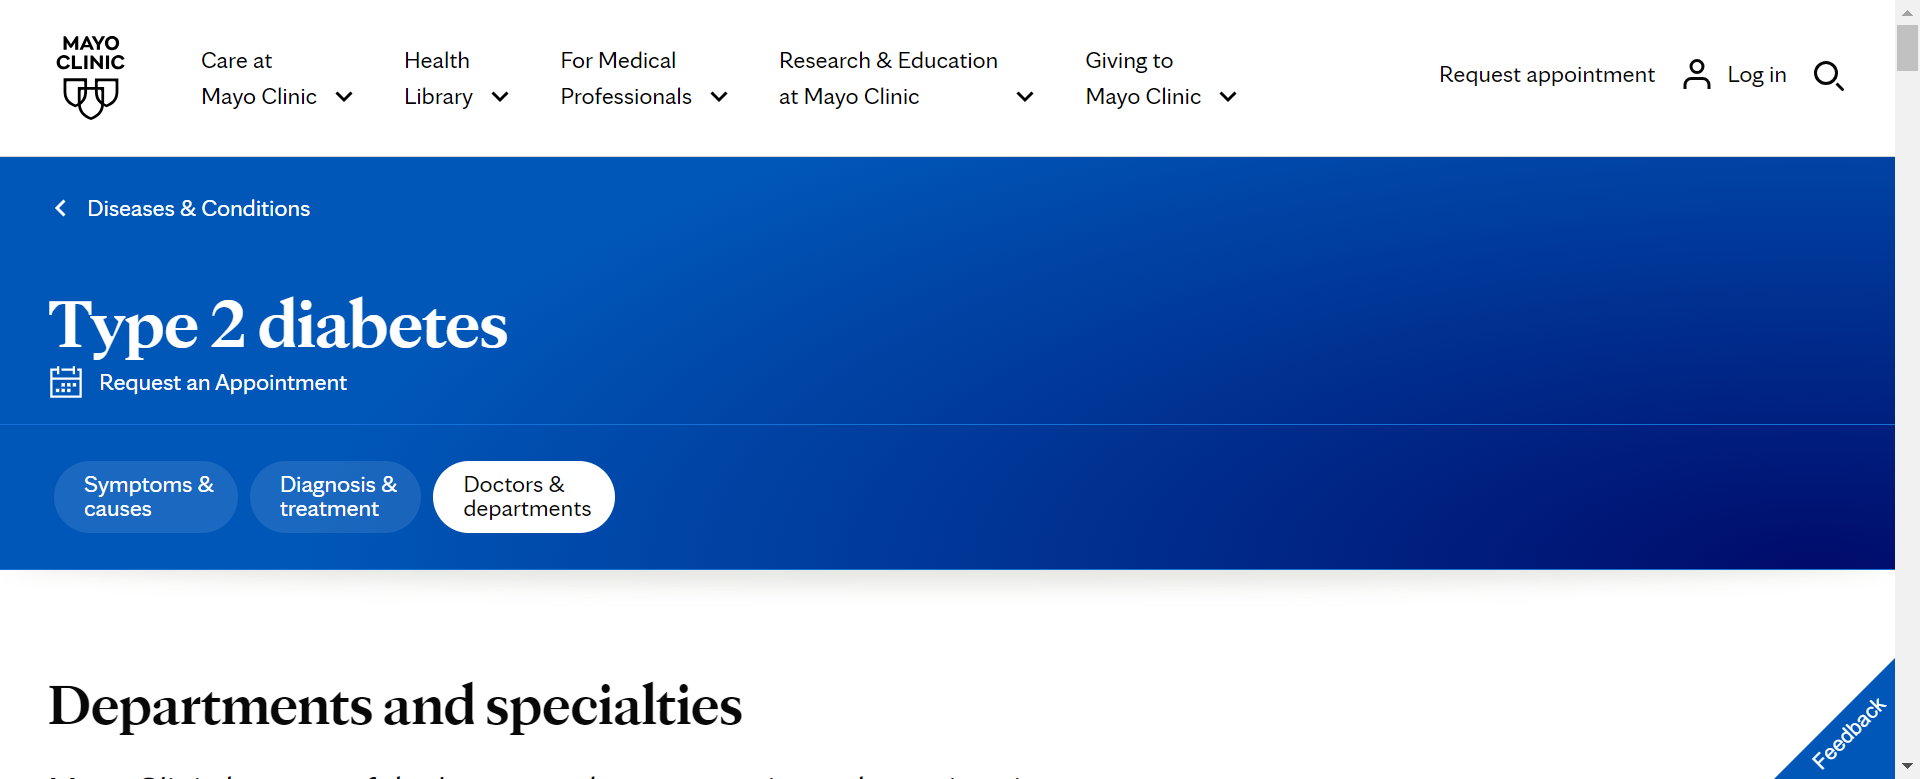 MAYO
CLINIC
Care at
Mayo Clinic
Health
Library
For Medical
Professionals
Research & Education
at Mayo Clinic
Giving to
Mayo Clinic
Request appointment
Log in
Diseases & Conditions
Type 2 diabetes
Request an Appointment
Symptoms &
causes
Diagnosis &
treatment
Doctors &
departments
Departments and specialties
Feedback